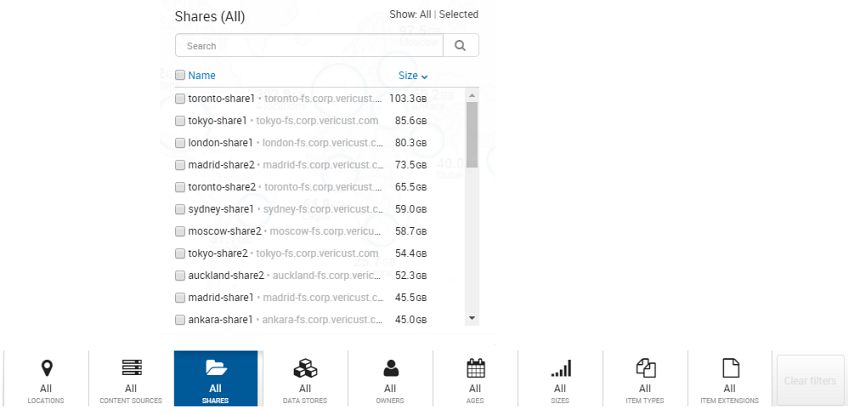 Shares (All) Show: All | Selected
Search
Name Size
toronto-share1 • toronto-fs.corp.vericust.... 103.3 GB
tokyo-share1 • tokyo-fs.corp.vericust.com 85.6 GB
london-share1 • london-fs.corp.vericust.c... 80.3 GB
madrid-share2 • madrid-fs.corp.vericust.c... 73.5 GB
toronto-share2 • toronto-fs.corp.vericust.... 65.5 GB
sydney-share1 • sydney-fs.corp.vericust.c... 59.0 GB
moscow-share2 • moscow-fs.corp.vericu... 58.7 GB
tokyo-share2 • tokyo-fs.corp.vericust.com 54.4 GB
auckland-share2 • auckland-fs.corp.veric... 52.3 GB
madrid-share1 • madrid-fs.corp.vericust.c... 45.5 GB
ankara-share1 • ankara-fs.corp.vericust.c... 45.0 GB
All All All All All All All All All Clear filters
LOCATIONS CONTENT SOURCES SHARES DATA STORES OWNERS AGES SIZES ITEM TYPES ITEM EXTENSIONS